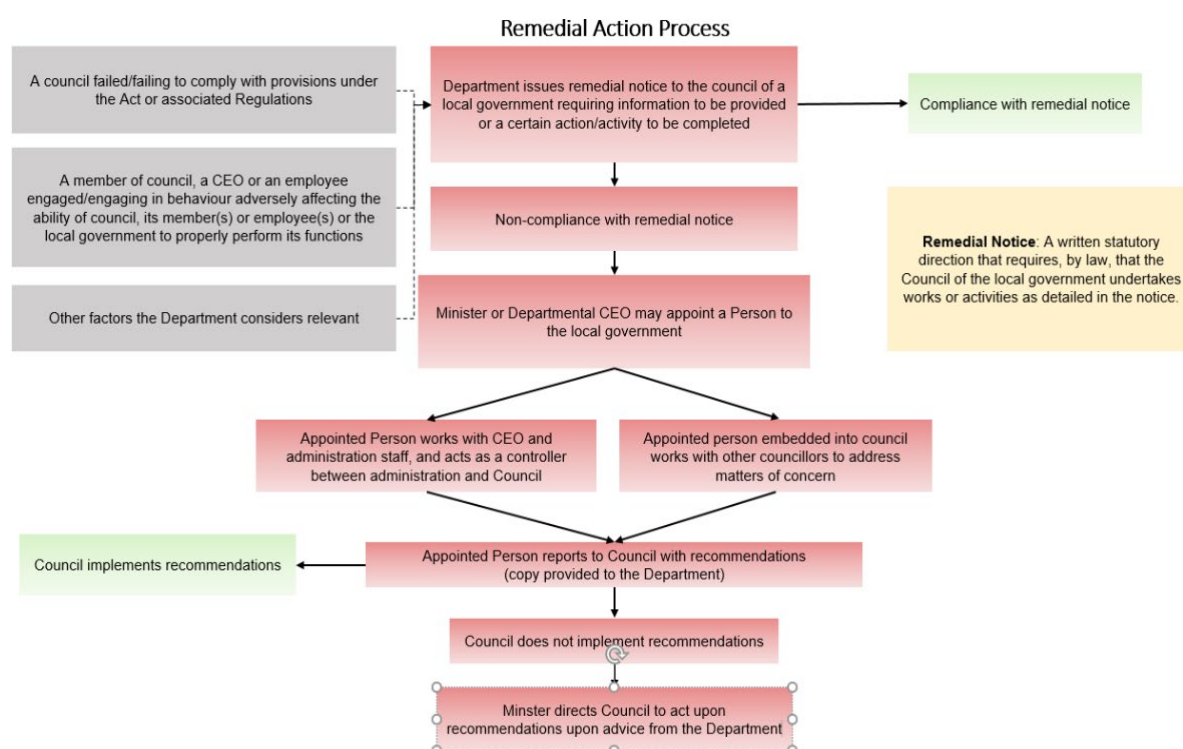 Remedial Action Process
A council failed/failing to comply with provisions under
the Act or associated Regulations
Department issues remedial notice to the council of a
local government requiring information to be provided
or a certain action/activity to be completed
Compliance with remedial notice
A member of council, a CEO or an employee
engaged/engaging in behaviour adversely affecting the
ability of council, its member(s) or employee(s) or the
local government to properly perform its functions
Non-compliance with remedial notice
Remedial Notice: A written statutory
direction that requires, by law, that the
Council of the local government undertakes
works or activities as detailed in the notice.
Other factors the Department considers relevant
Minister or Departmental CEO may appoint a Person to
the local government
Appointed Person works with CEO and
administration staff, and acts as a controller
between administration and Council
Appointed person embedded into council
works with other councillors to address
matters of concern
Council implements recommendations
Appointed Person reports to Council with recommendations
(copy provided to the Department)
Council does not implement recommendations
Minster directs Council to act upon
recommendations upon advice from the Department